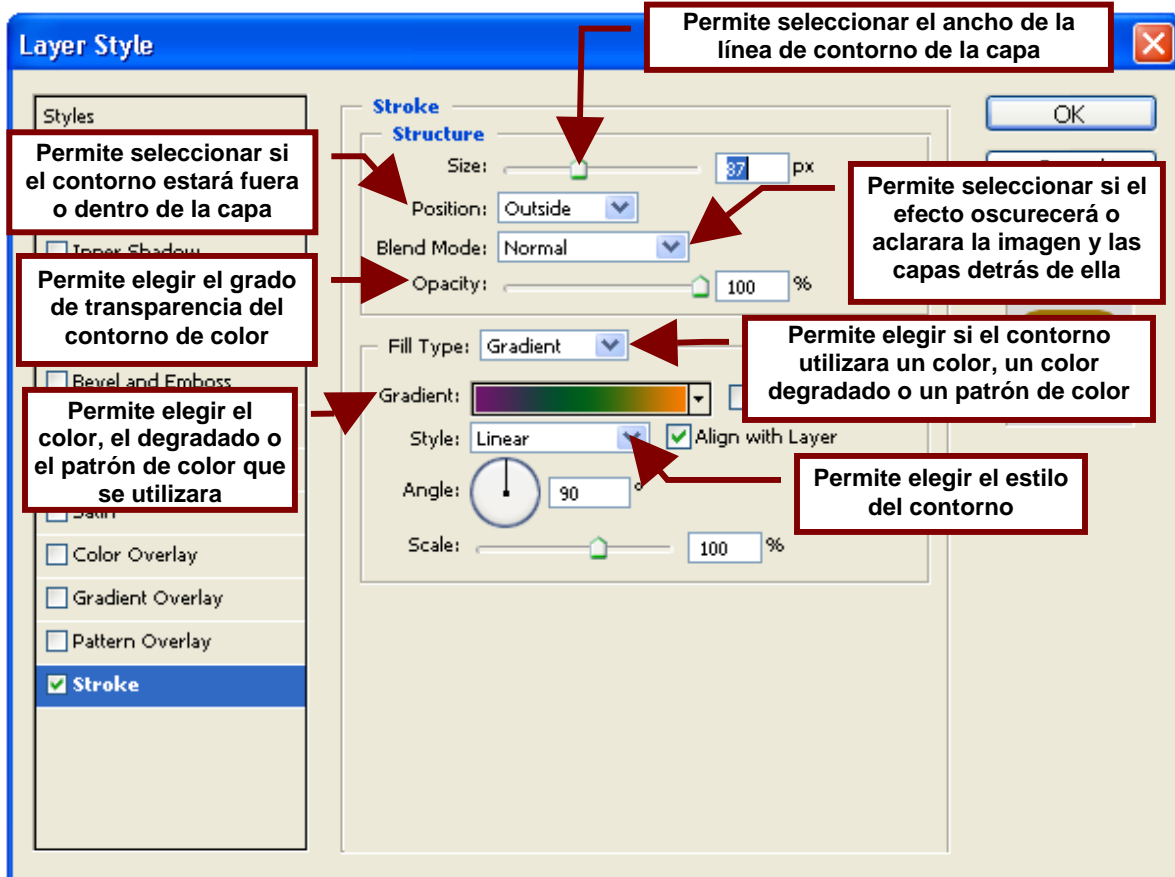 Layer Style
Permite seleccionar el ancho de la
línea de contorno de la capa
Styles
Permite seleccionar si
el contorno estará fuera
o dentro de la capa
Inner Shadow
Permite elegir el grado
de transparencia del
contorno de color
Bevel and Emboss
Permite elegir el
color, el degradado o
el patrón de color que
se utilizara
Satin
Color Overlay
Gradient Overlay
Pattern Overlay
Stroke
Stroke
Structure
Size: 37 px
Position: Outside
Blend Mode: Normal
Opacity: 100 %
Permite seleccionar si el
efecto oscurecerá o
aclarara la imagen y las
capas detrás de ella
Fill Type: Gradient
Permite elegir si el contorno
utilizara un color, un color
degradado o un patrón de color
Gradient:
Style: Linear Align with Layer
Angle: 90 °
Permite elegir el estilo
del contorno
Scale: 100 %
OK